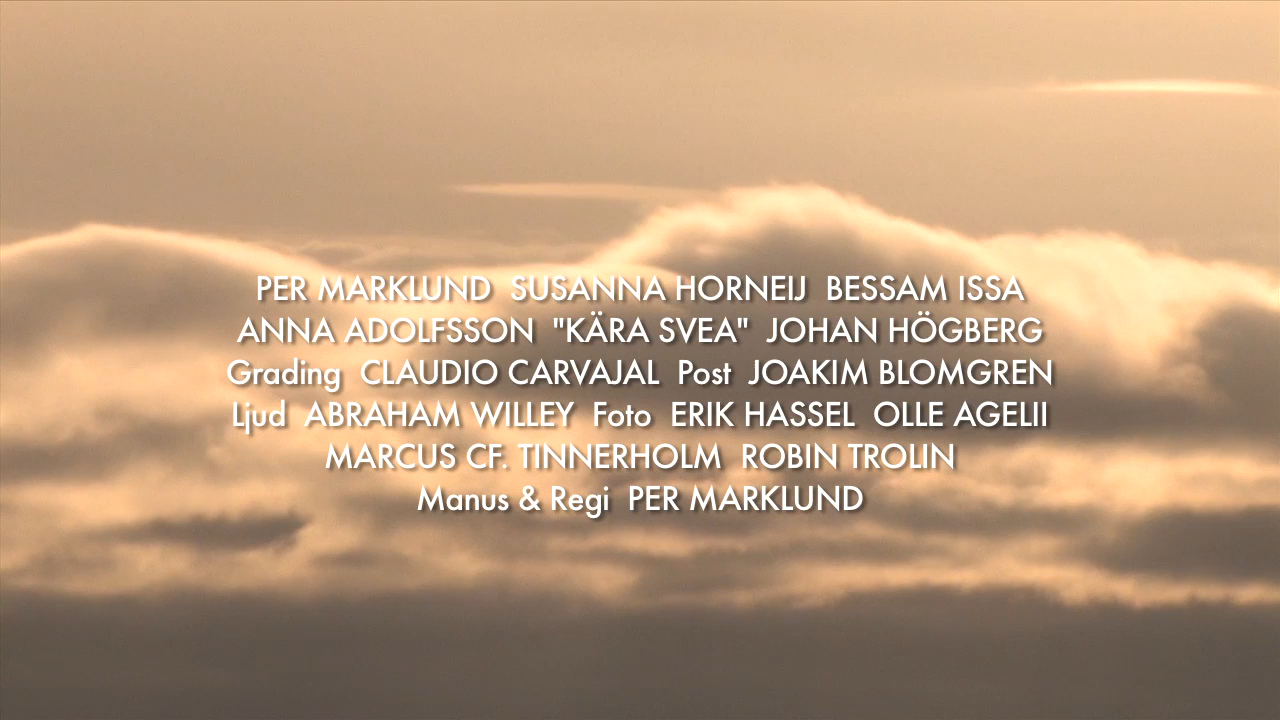 PER MARKLUND  SUSANNA HORNEIJ  BESSAM ISSA
ANNA ADOLFSSON  "KÄRA SVEA"  JOHAN HÖGBERG
Grading  CLAUDIO CARVAJAL  Post  JOAKIM BLOMGREN
Ljud  ABRAHAM WILLEY  Foto  ERIK HASSEL  OLLE AGELII
MARCUS CF. TINNERHOLM  ROBIN TROLIN
Manus & Regi  PER MARKLUND